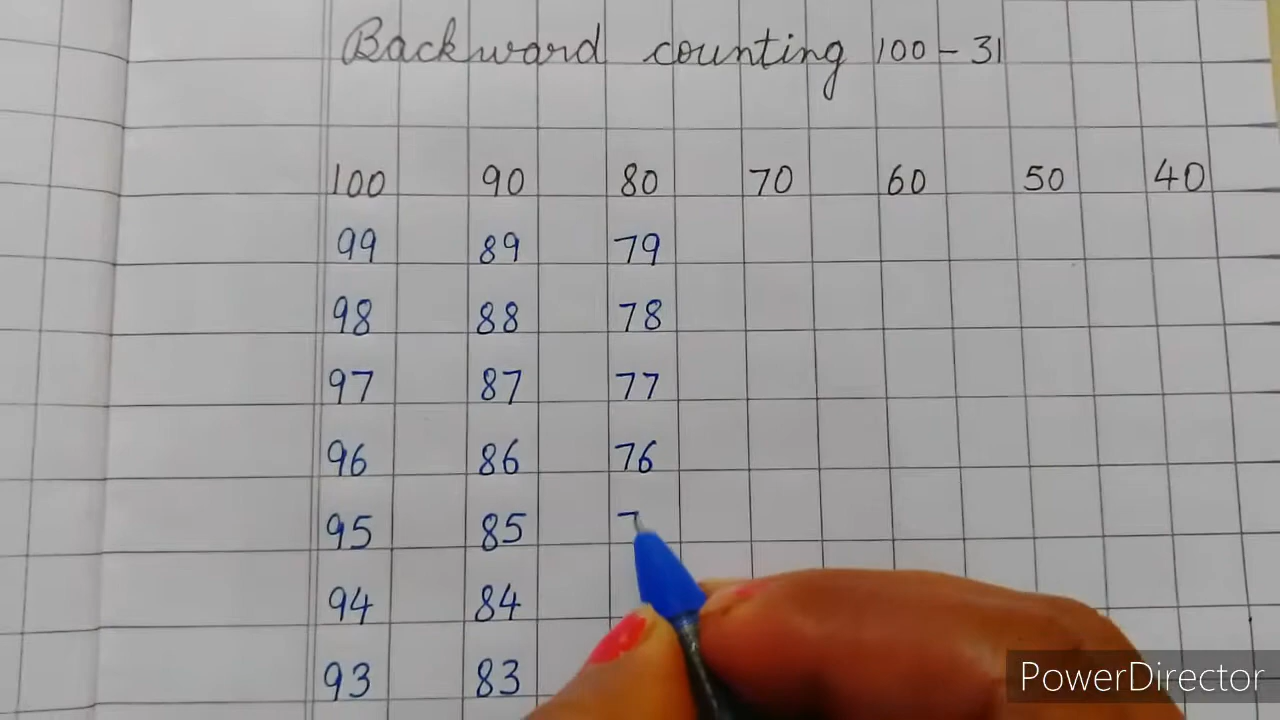 Backward counting 100 - 31
100 90 80 70 60 50 40
99 89 79
98 88 78
97 87 77
96 86 76
95 85 7
94 84
93 83
PowerDirector